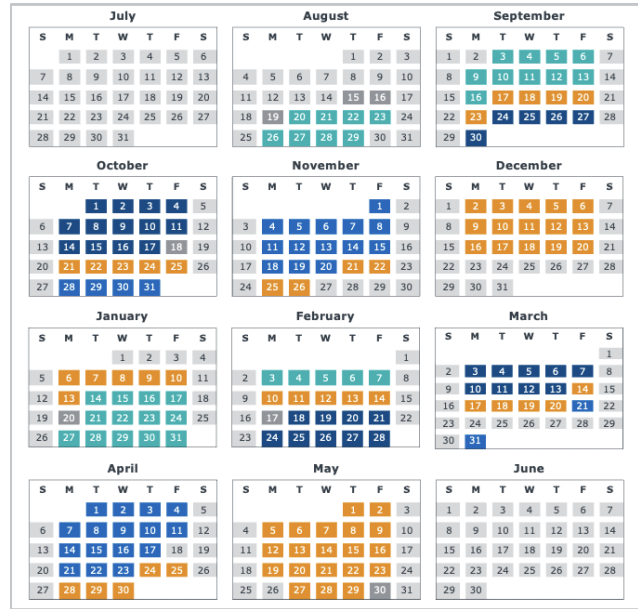 July
S M T W T F S
1 2 3 4 5 6
7 8 9 10 11 12 13
14 15 16 17 18 19 20
21 22 23 24 25 26 27
28 29 30 31
August
S M T W T F S
1 2 3
4 5 6 7 8 9 10
11 12 13 14 15 16 17
18 19 20 21 22 23 24
25 26 27 28 29 30 31
September
S M T W T F S
1 2 3 4 5 6 7
8 9 10 11 12 13 14
15 16 17 18 19 20 21
22 23 24 25 26 27 28
29 30
October
S M T W T F S
1 2 3 4 5
6 7 8 9 10 11 12
13 14 15 16 17 18 19
20 21 22 23 24 25 26
27 28 29 30 31
November
S M T W T F S
1 2
3 4 5 6 7 8 9
10 11 12 13 14 15 16
17 18 19 20 21 22 23
24 25 26 27 28 29 30
December
S M T W T F S
1 2 3 4 5 6 7
8 9 10 11 12 13 14
15 16 17 18 19 20 21
22 23 24 25 26 27 28
29 30 31
January
S M T W T F S
1 2 3 4
5 6 7 8 9 10 11
12 13 14 15 16 17 18
19 20 21 22 23 24 25
26 27 28 29 30 31
February
S M T W T F S
1
2 3 4 5 6 7 8
9 10 11 12 13 14 15
16 17 18 19 20 21 22
23 24 25 26 27 28
March
S M T W T F S
1
2 3 4 5 6 7 8
9 10 11 12 13 14 15
16 17 18 19 20 21 22
23 24 25 26 27 28 29
30 31
April
S M T W T F S
1 2 3 4 5
6 7 8 9 10 11 12
13 14 15 16 17 18 19
20 21 22 23 24 25 26
27 28 29 30
May
S M T W T F S
1 2 3
4 5 6 7 8 9 10
11 12 13 14 15 16 17
18 19 20 21 22 23 24
25 26 27 28 29 30 31
June
S M T W T F S
1 2 3 4 5 6 7
8 9 10 11 12 13 14
15 16 17 18 19 20 21
22 23 24 25 26 27 28
29 30